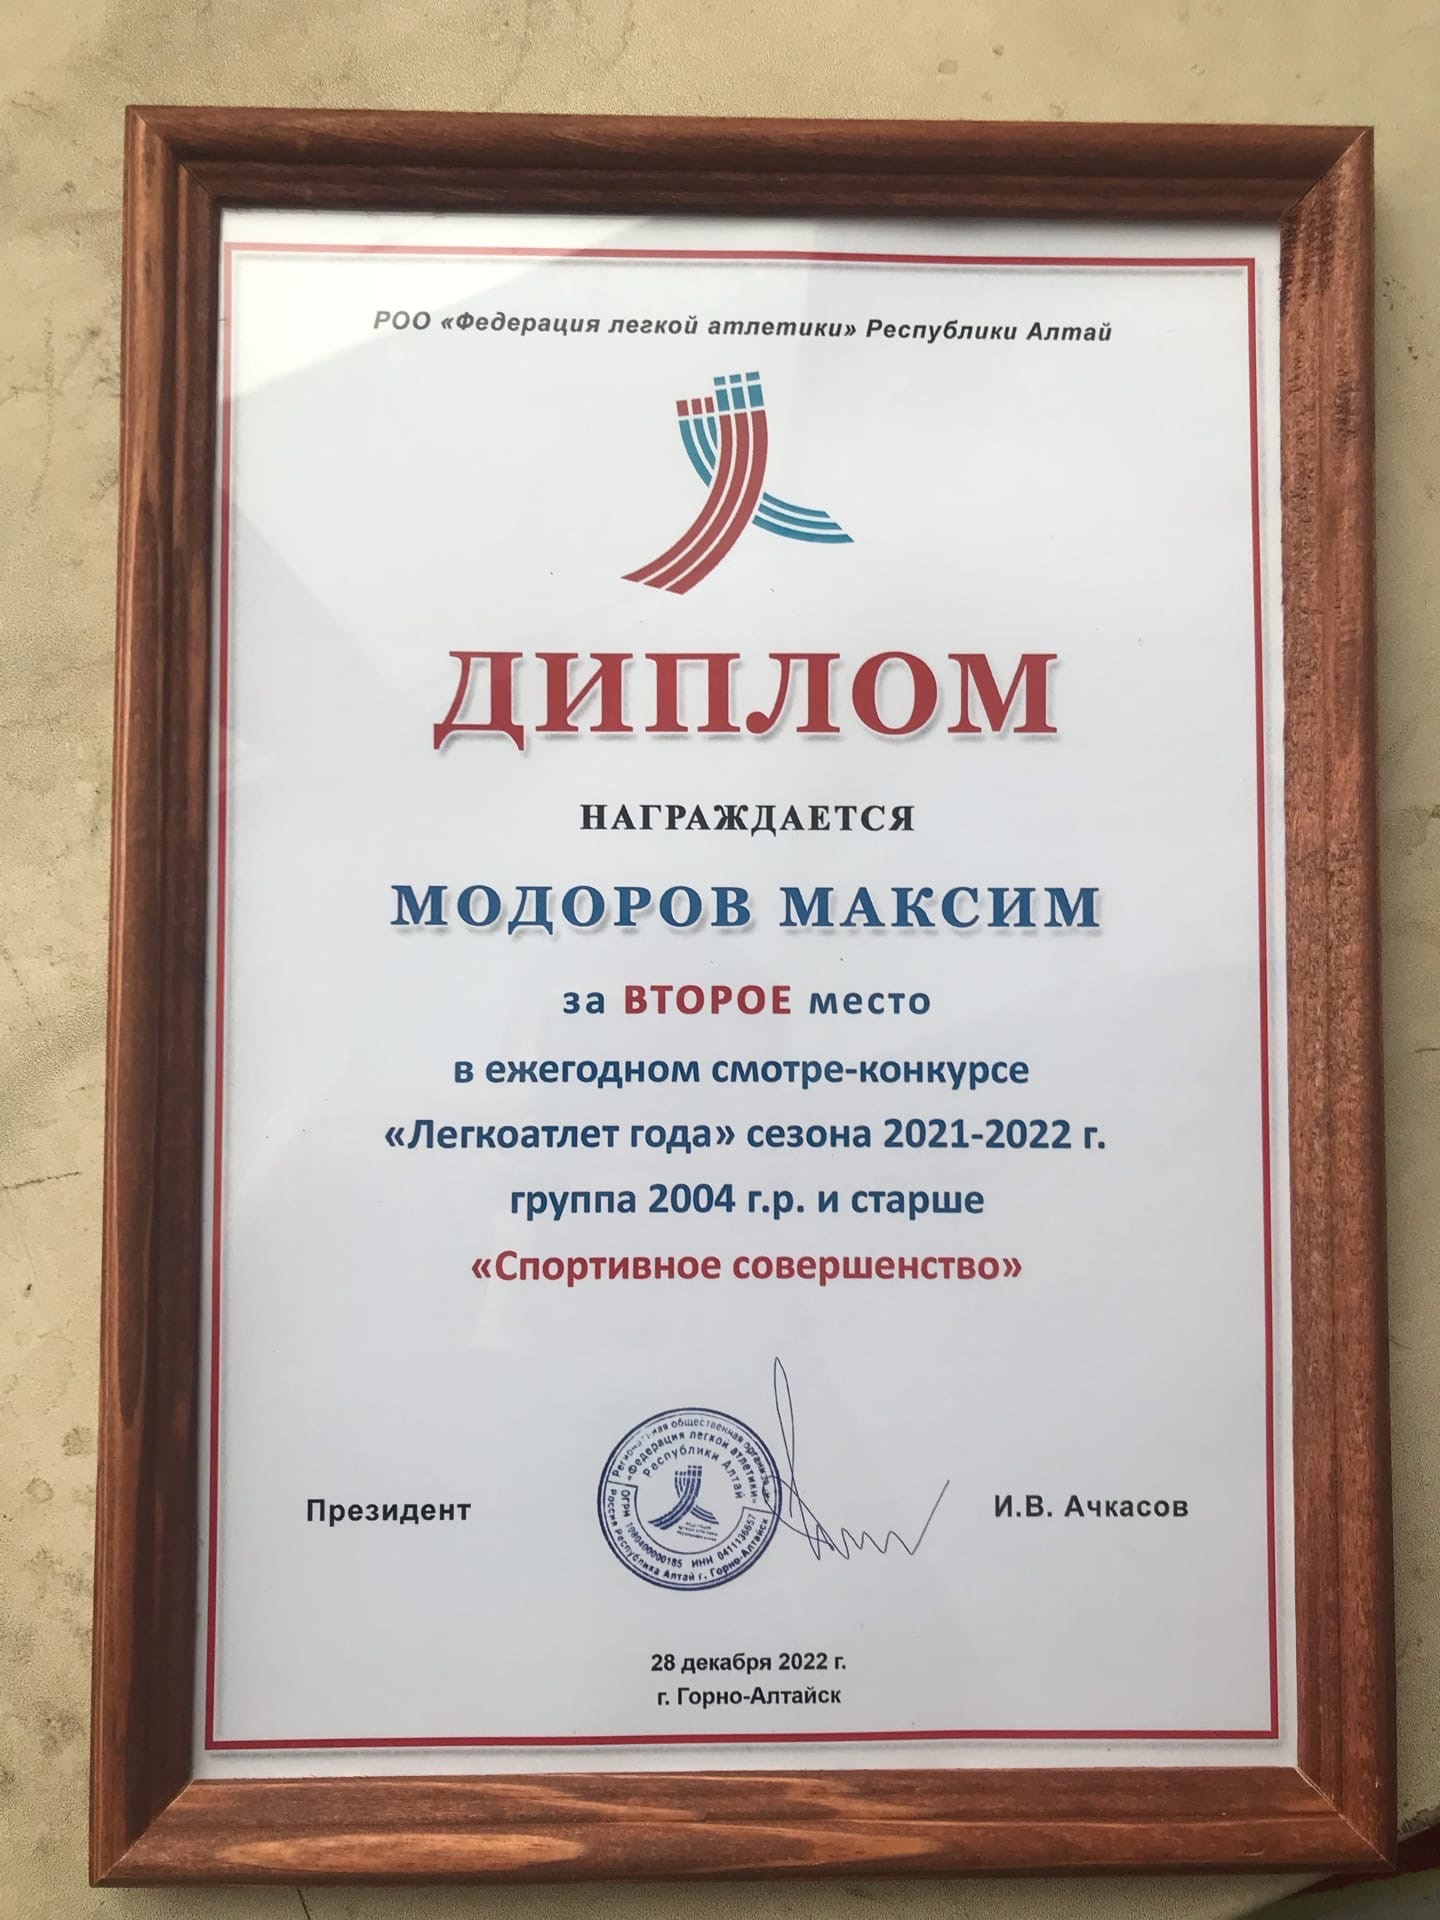 РОО «Федерация легкой атлетики» Республики Алтай
ДИПЛОМ
НАГРАЖДАЕТСЯ
МОДОРОВ МАКСИМ
за ВТОРОЕ место
в ежегодном смотре-конкурсе
«Легкоатлет года» сезона 2021-2022 г.
группа 2004 г.р. и старше
«Спортивное совершенство»
Региональная общественная организация
«Федерация легкой атлетики»
Республики Алтай
ОГРН 1080400000185 ИНН 0411136657
Россия Республика Алтай г. Горно-Алтайск
Президент
И.В. Ачкасов
28 декабря 2022 г.
г. Горно-Алтайск